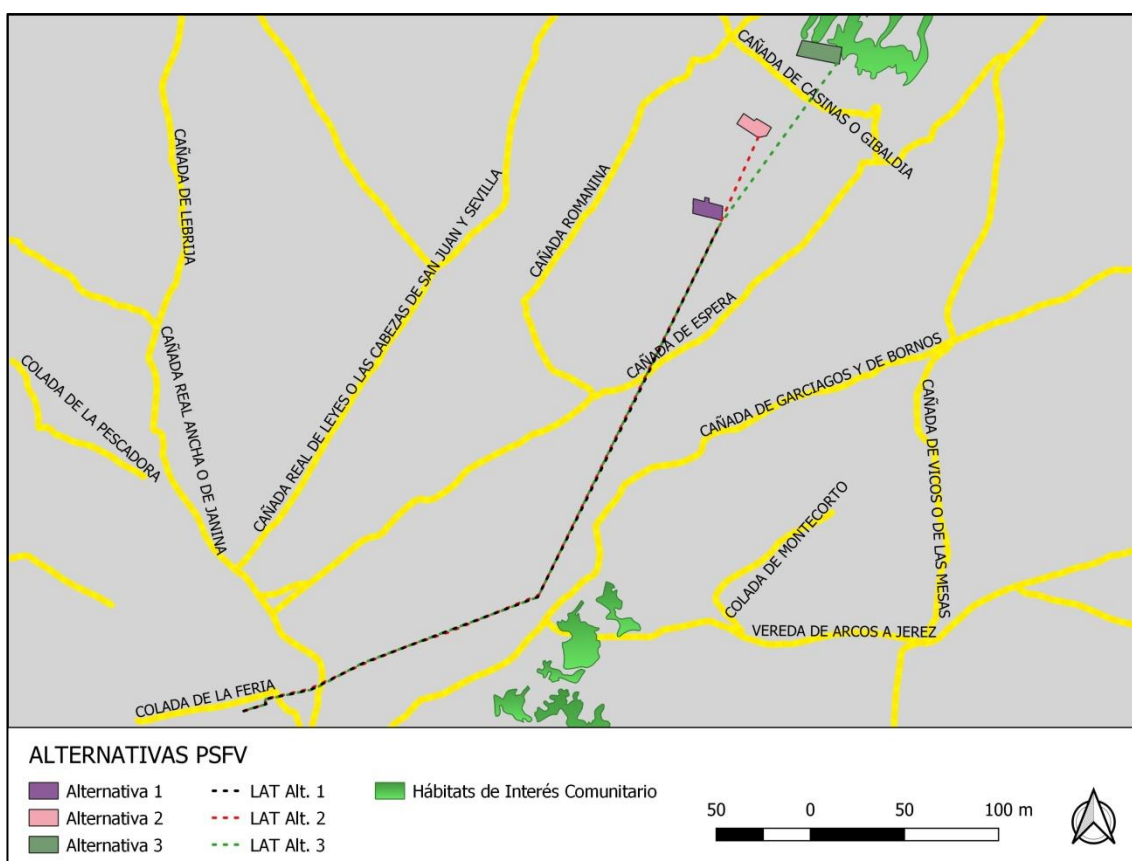 CAÑADA DE CASINAS O GIBALDIA
CAÑADA DE LEBRIJA
CAÑADA REAL DE LEYES O LAS CABEZAS DE SAN JUAN Y SEVILLA
CAÑADA ROMANINA
CAÑADA DE ESPERA
CAÑADA DE GARCIAGOS Y DE BORNOS
COLADA DE LA PESCADORA
CAÑADA REAL ANCHA O DE JANINA
CAÑADA DE VICOS O DE LAS MESAS
COLADA DE MONTECORTO
VEREDA DE ARCOS A JEREZ
COLADA DE LA FERIA
ALTERNATIVAS PSFV
Alternativa 1
LAT Alt. 1
Hábitats de Interés Comunitario
Alternativa 2
LAT Alt. 2
Alternativa 3
LAT Alt. 3
50 0 50 100 m